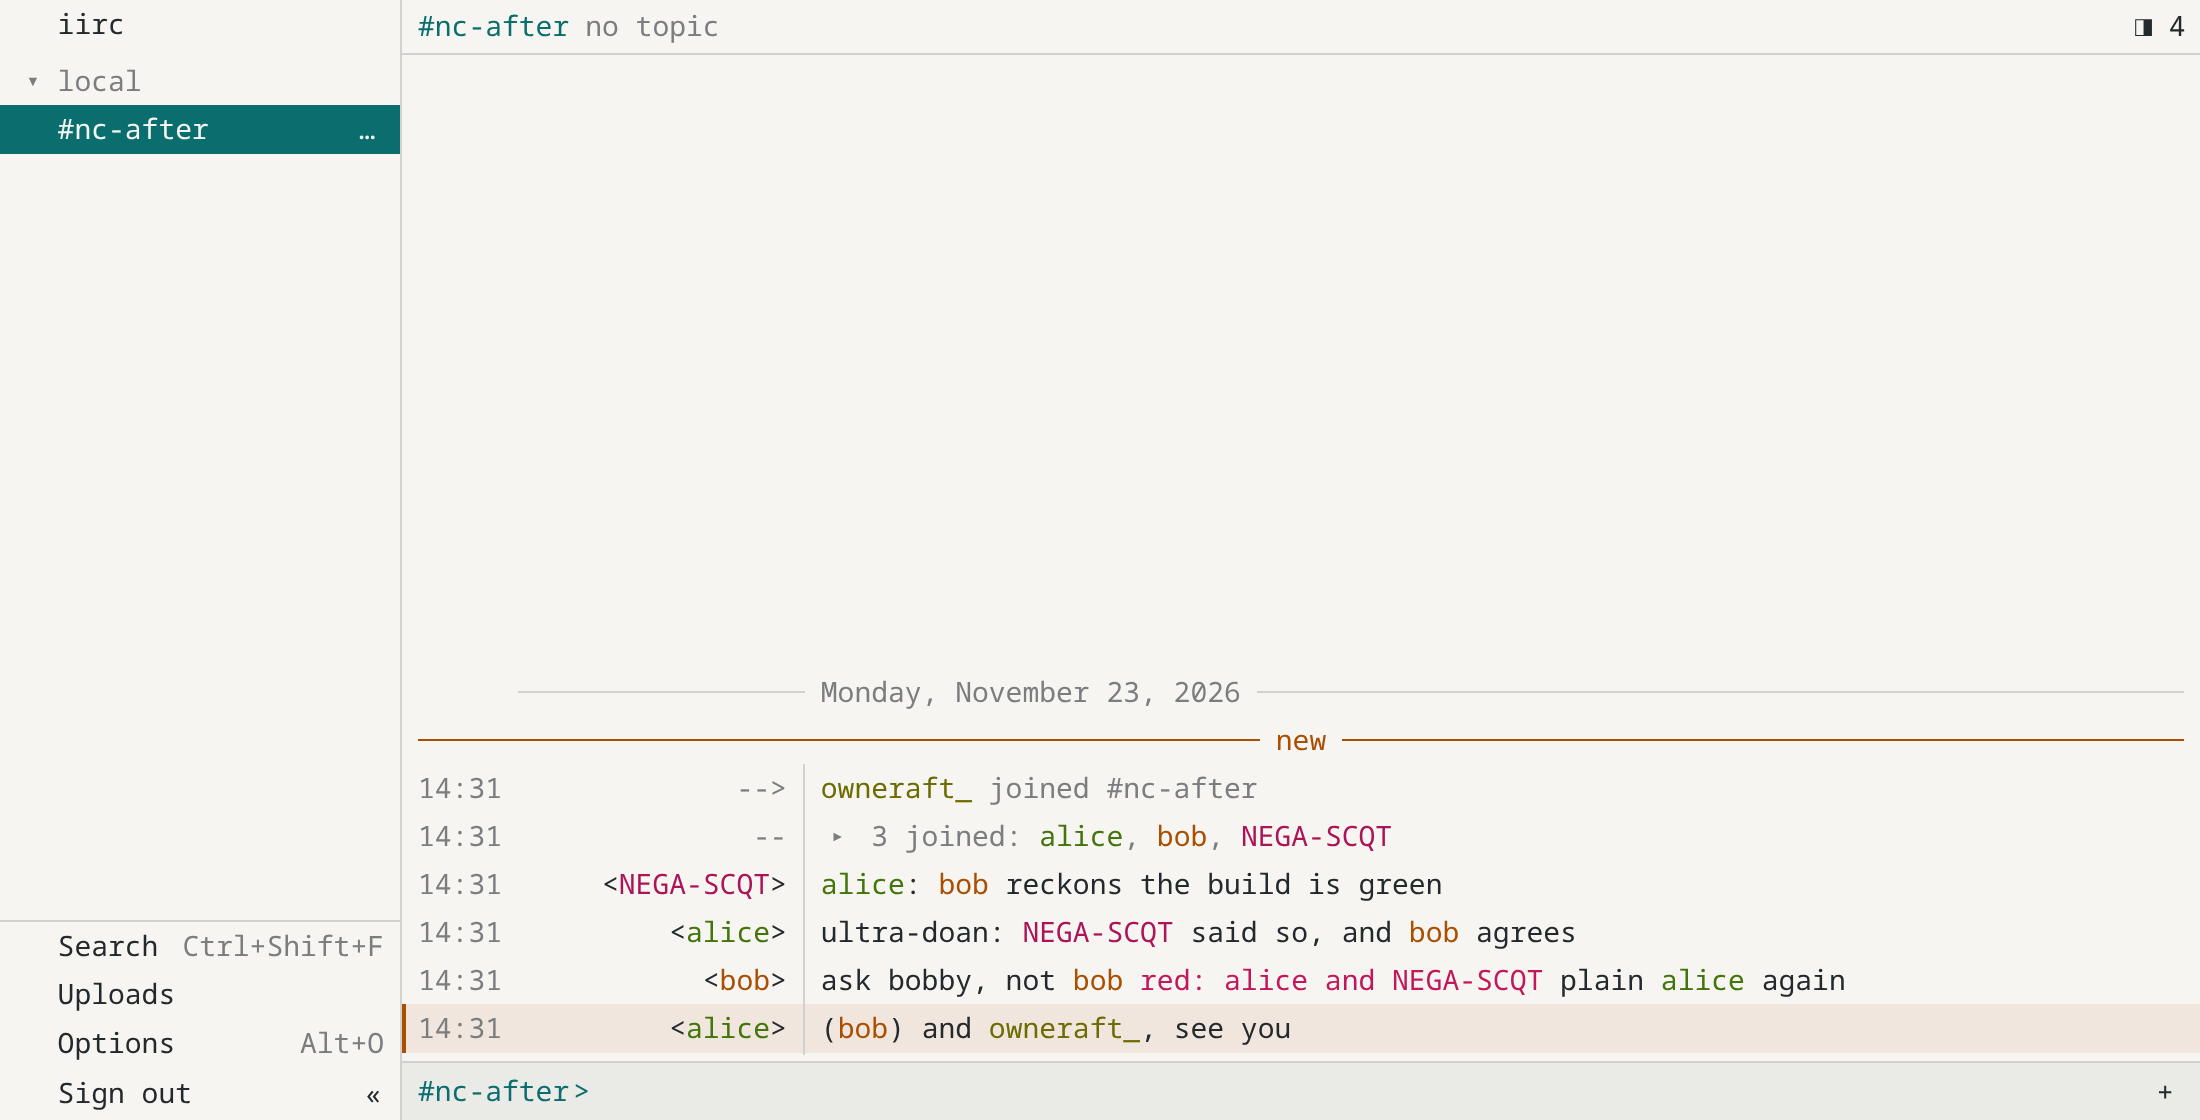 iirc
▾ local
#nc-after …
Search Ctrl+Shift+F
Uploads
Options Alt+O
Sign out «
#nc-after no topic ◨ 4
Monday, November 23, 2026
new
14:31 --> owneraft_ joined #nc-after
14:31 -- ▸ 3 joined: alice, bob, NEGA-SCQT
14:31 <NEGA-SCQT> alice: bob reckons the build is green
14:31 <alice> ultra-doan: NEGA-SCQT said so, and bob agrees
14:31 <bob> ask bobby, not bob red: alice and NEGA-SCQT plain alice again
14:31 <alice> (bob) and owneraft_, see you
#nc-after> +